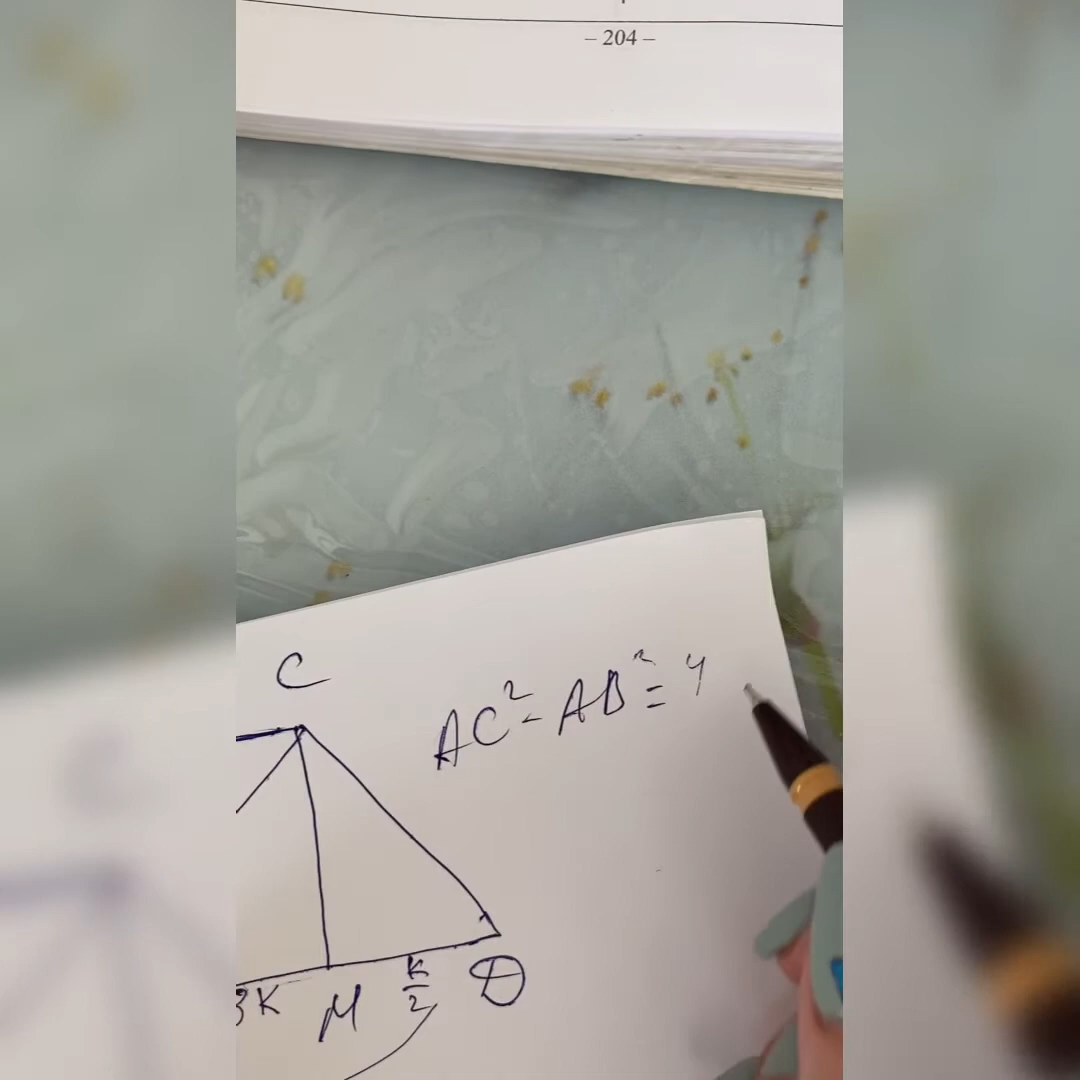 – 204 –
C
AC² - AB² = 4
3K
M
K/2
D